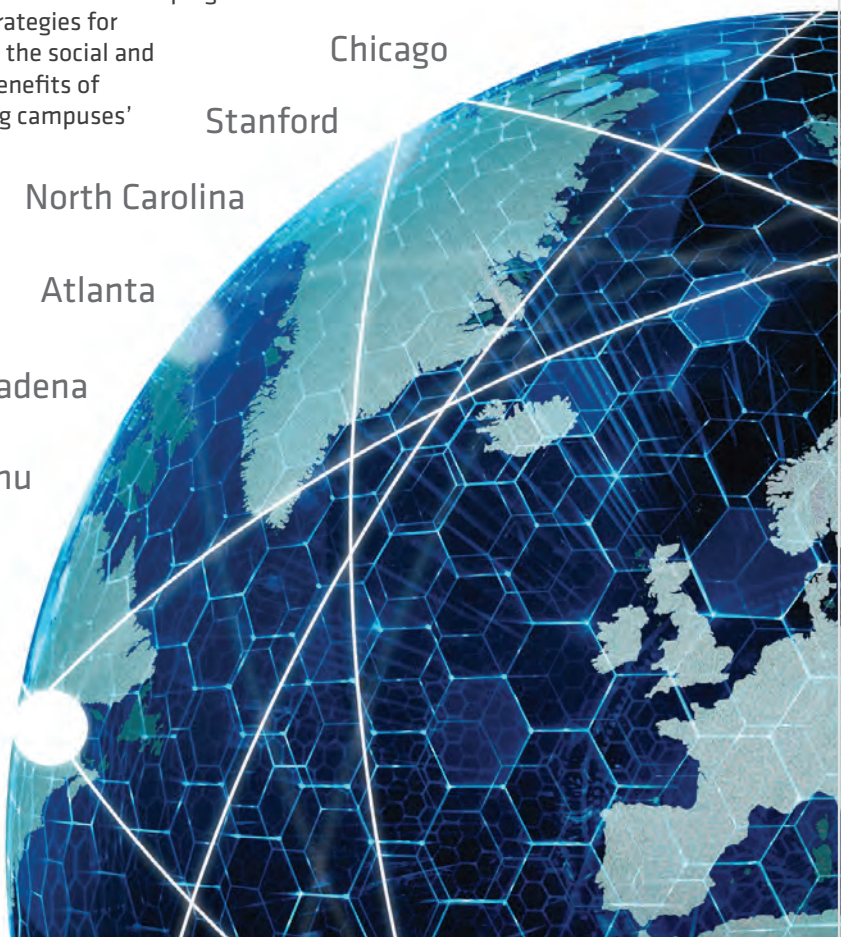 rategies for
the social and
enefits of
g campuses'
Chicago
Stanford
North Carolina
Atlanta
adena
nu